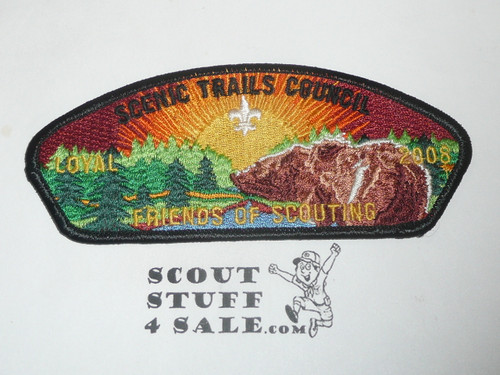 SCENIC TRAILS COUNCIL
LOYAL 2008
FRIENDS OF SCOUTING
SCOUT
STUFF
4 SALE.COM